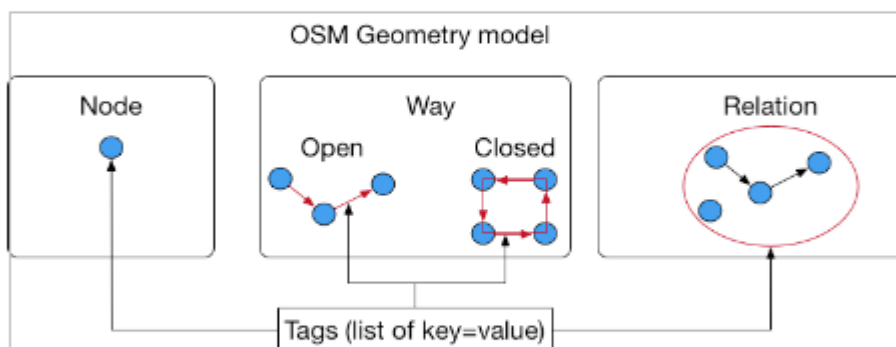 OSM Geometry model
Node
Way
Relation
Open
Closed
Tags (list of key=value)